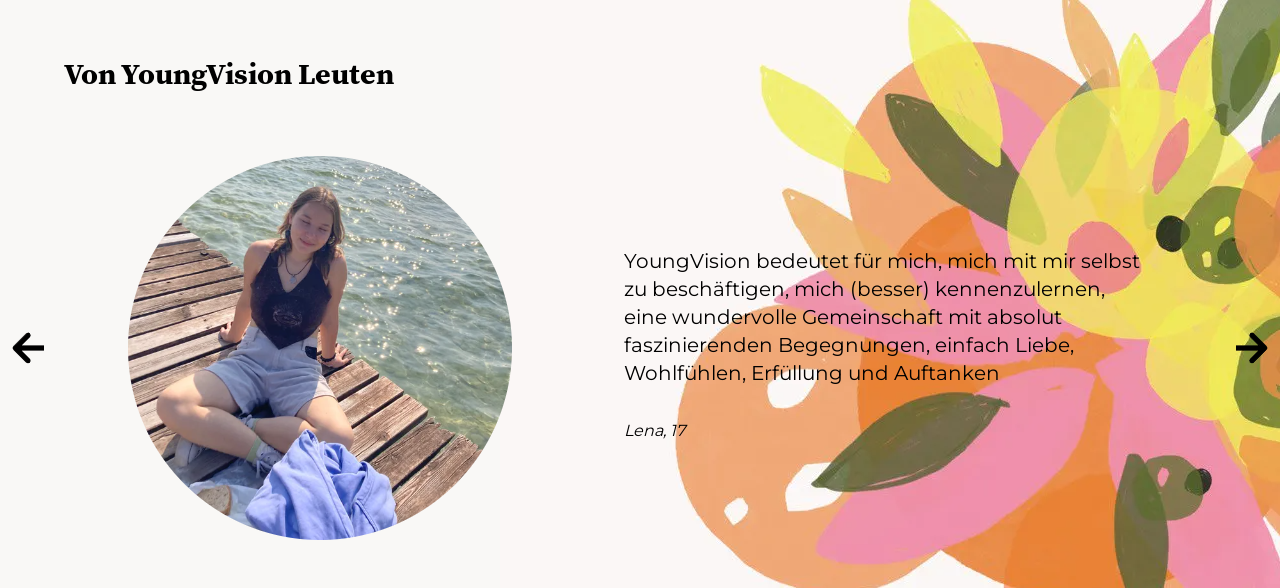 Von YoungVision Leuten
YoungVision bedeutet für mich, mich mit mir selbst
zu beschäftigen, mich (besser) kennenzulernen,
eine wundervolle Gemeinschaft mit absolut
faszinierenden Begegnungen, einfach Liebe,
Wohlfühlen, Erfüllung und Auftanken
Lena, 17